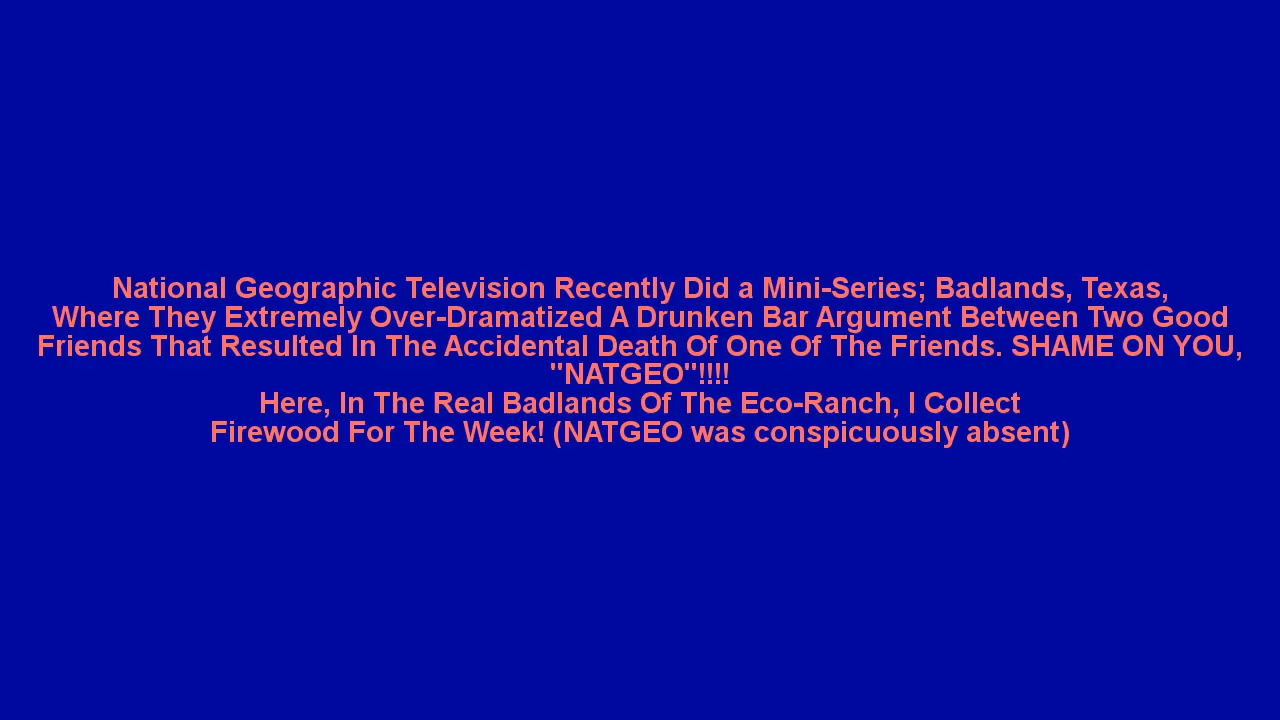 National Geographic Television Recently Did a Mini-Series; Badlands, Texas,
Where They Extremely Over-Dramatized A Drunken Bar Argument Between Two Good
Friends That Resulted In The Accidental Death Of One Of The Friends. SHAME ON YOU,
"NATGEO"!!!!
Here, In The Real Badlands Of The Eco-Ranch, I Collect
Firewood For The Week! (NATGEO was conspicuously absent)